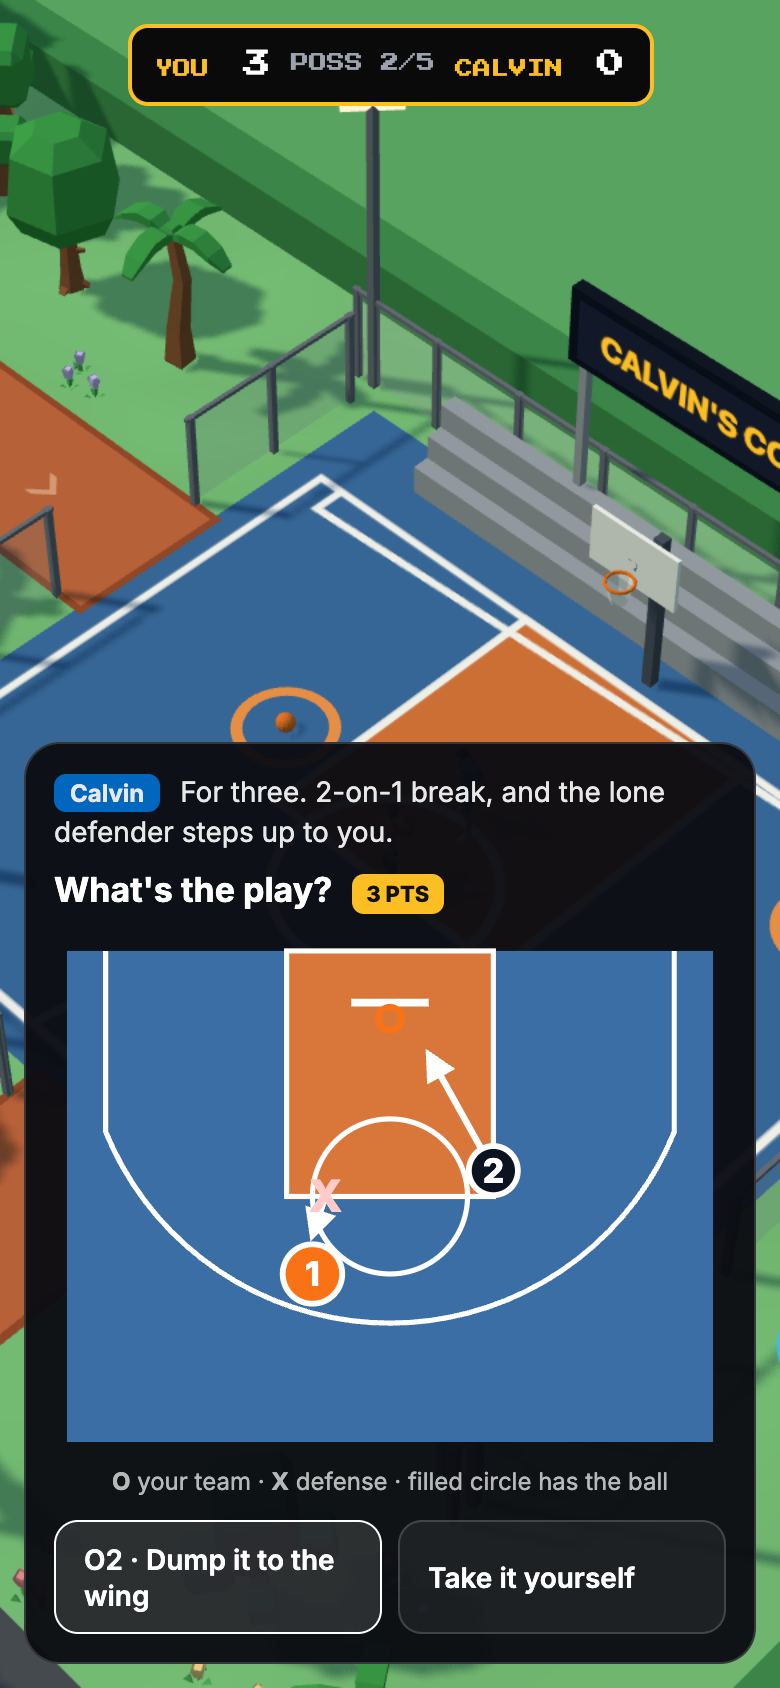 YOU 3 POSS 2/5 CALVIN 0
CALVIN'S
Calvin For three. 2-on-1 break, and the lone
defender steps up to you.
What's the play? 3 PTS
X
2
1
O your team · X defense · filled circle has the ball
O2 · Dump it to the
wing
Take it yourself